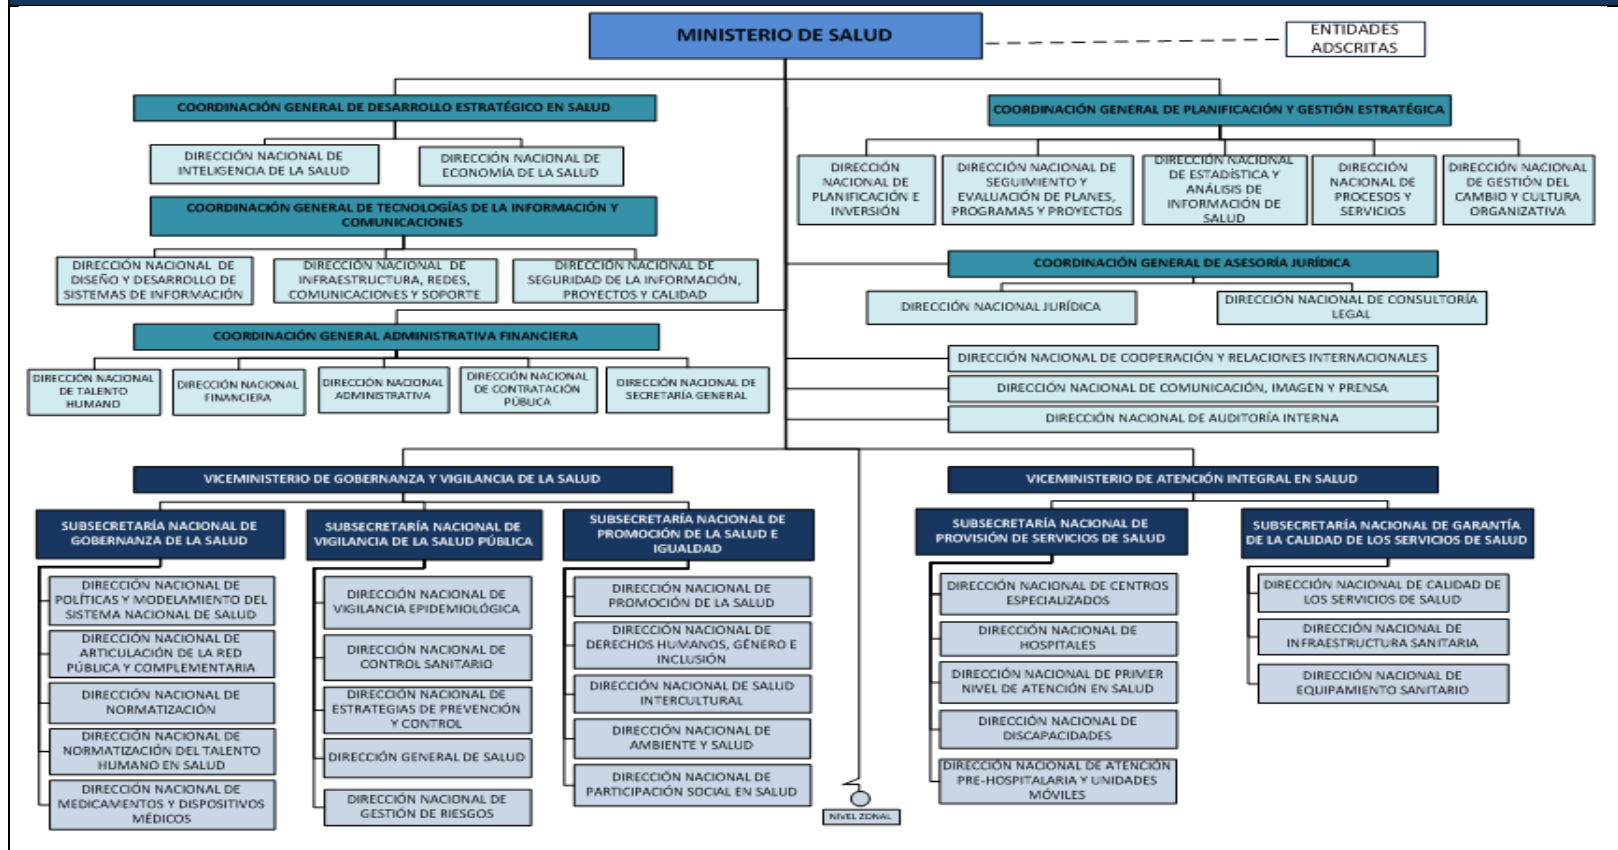 MINISTERIO DE SALUD
ENTIDADES
ADSCRITAS
COORDINACIÓN GENERAL DE DESARROLLO ESTRATÉGICO EN SALUD
DIRECCIÓN NACIONAL DE
INTELIGENCIA DE LA SALUD
DIRECCIÓN NACIONAL DE
ECONOMÍA DE LA SALUD
COORDINACIÓN GENERAL DE PLANIFICACIÓN Y GESTIÓN ESTRATÉGICA
DIRECCIÓN
NACIONAL DE
PLANIFICACIÓN E
INVERSIÓN
DIRECCIÓN NACIONAL DE
SEGUIMIENTO Y
EVALUACIÓN DE PLANES,
PROGRAMAS Y PROYECTOS
DIRECCIÓN NACIONAL
DE ESTADÍSTICA Y
ANÁLISIS DE
INFORMACIÓN DE
SALUD
DIRECCIÓN
NACIONAL DE
PROCESOS Y
SERVICIOS
DIRECCIÓN NACIONAL
DE GESTIÓN DEL
CAMBIO Y CULTURA
ORGANIZATIVA
COORDINACIÓN GENERAL DE TECNOLOGÍAS DE LA INFORMACIÓN Y
COMUNICACIONES
DIRECCIÓN NACIONAL DE
DISEÑO Y DESARROLLO DE
SISTEMAS DE INFORMACIÓN
DIRECCIÓN NACIONAL DE
INFRAESTRUCTURA, REDES,
COMUNICACIONES Y SOPORTE
DIRECCIÓN NACIONAL DE
SEGURIDAD DE LA INFORMACIÓN,
PROYECTOS Y CALIDAD
COORDINACIÓN GENERAL DE ASESORÍA JURÍDICA
DIRECCIÓN NACIONAL JURÍDICA
DIRECCIÓN NACIONAL DE CONSULTORÍA
LEGAL
COORDINACIÓN GENERAL ADMINISTRATIVA FINANCIERA
DIRECCIÓN NACIONAL
DE TALENTO
HUMANO
DIRECCIÓN NACIONAL
FINANCIERA
DIRECCIÓN NACIONAL
ADMINISTRATIVA
DIRECCIÓN NACIONAL
DE CONTRATACIÓN
PÚBLICA
DIRECCIÓN NACIONAL DE
SECRETARÍA GENERAL
DIRECCIÓN NACIONAL DE COOPERACIÓN Y RELACIONES INTERNACIONALES
DIRECCIÓN NACIONAL DE COMUNICACIÓN, IMAGEN Y PRENSA
DIRECCIÓN NACIONAL DE AUDITORÍA INTERNA
VICEMINISTERIO DE GOBERNANZA Y VIGILANCIA DE LA SALUD
SUBSECRETARÍA NACIONAL DE
GOBERNANZA DE LA SALUD
DIRECCIÓN NACIONAL DE
POLÍTICAS Y MODELAMIENTO DEL
SISTEMA NACIONAL DE SALUD
DIRECCIÓN NACIONAL DE
ARTICULACIÓN DE LA RED
PÚBLICA Y COMPLEMENTARIA
DIRECCIÓN NACIONAL DE
NORMATIZACIÓN
DIRECCIÓN NACIONAL DE
NORMATIZACIÓN DEL TALENTO
HUMANO EN SALUD
DIRECCIÓN NACIONAL DE
MEDICAMENTOS Y DISPOSITIVOS
MÉDICOS
SUBSECRETARÍA NACIONAL DE
VIGILANCIA DE LA SALUD PÚBLICA
DIRECCIÓN NACIONAL DE
VIGILANCIA EPIDEMIOLÓGICA
DIRECCIÓN NACIONAL DE
CONTROL SANITARIO
DIRECCIÓN NACIONAL DE
ESTRATEGIAS DE PREVENCIÓN
Y CONTROL
DIRECCIÓN GENERAL DE SALUD
DIRECCIÓN NACIONAL DE
GESTIÓN DE RIESGOS
SUBSECRETARÍA NACIONAL DE
PROMOCIÓN DE LA SALUD E
IGUALDAD
DIRECCIÓN NACIONAL DE
PROMOCIÓN DE LA SALUD
DIRECCIÓN NACIONAL DE
DERECHOS HUMANOS, GÉNERO E
INCLUSIÓN
DIRECCIÓN NACIONAL DE SALUD
INTERCULTURAL
DIRECCIÓN NACIONAL DE
AMBIENTE Y SALUD
DIRECCIÓN NACIONAL DE
PARTICIPACIÓN SOCIAL EN SALUD
NIVEL ZONAL
VICEMINISTERIO DE ATENCIÓN INTEGRAL EN SALUD
SUBSECRETARÍA NACIONAL DE
PROVISIÓN DE SERVICIOS DE SALUD
DIRECCIÓN NACIONAL DE CENTROS
ESPECIALIZADOS
DIRECCIÓN NACIONAL DE
HOSPITALES
DIRECCIÓN NACIONAL DE PRIMER
NIVEL DE ATENCIÓN EN SALUD
DIRECCIÓN NACIONAL DE
DISCAPACIDADES
DIRECCIÓN NACIONAL DE ATENCIÓN
PRE-HOSPITALARIA Y UNIDADES
MÓVILES
SUBSECRETARÍA NACIONAL DE GARANTÍA
DE LA CALIDAD DE LOS SERVICIOS DE SALUD
DIRECCIÓN NACIONAL DE CALIDAD DE
LOS SERVICIOS DE SALUD
DIRECCIÓN NACIONAL DE
INFRAESTRUCTURA SANITARIA
DIRECCIÓN NACIONAL DE
EQUIPAMIENTO SANITARIO